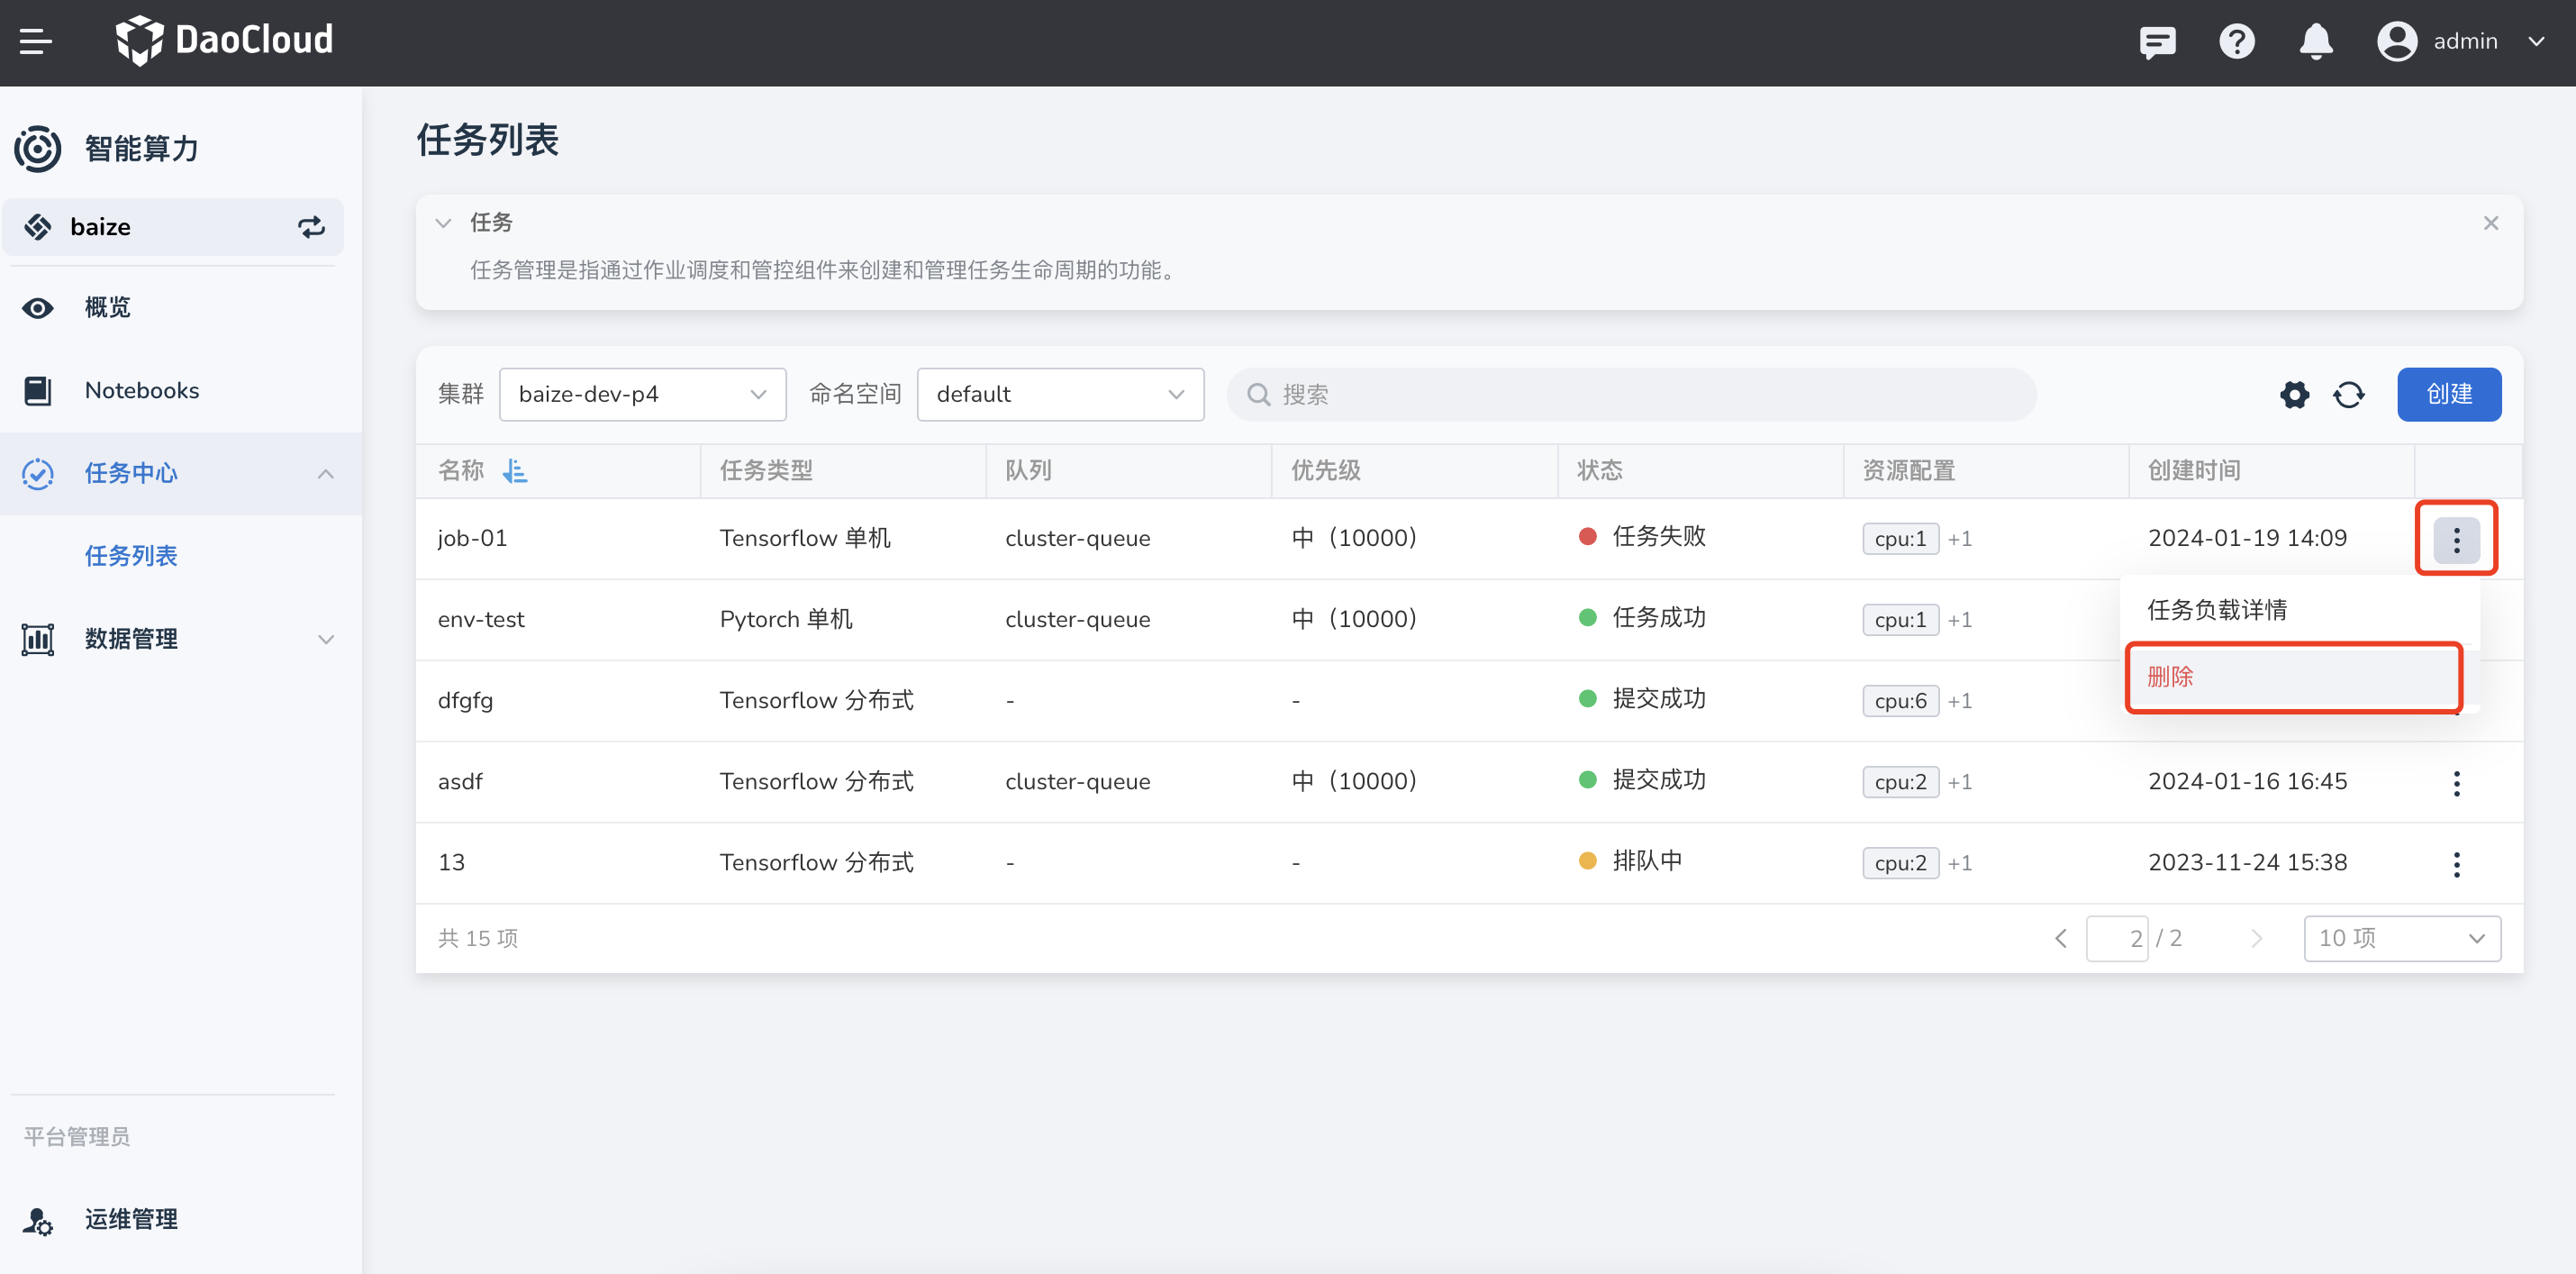 DaoCloud
admin
智能算力
baize
概览
Notebooks
任务中心
任务列表
数据管理
平台管理员
运维管理
任务列表
任务
任务管理是指通过作业调度和管控组件来创建和管理任务生命周期的功能。
集群 baize-dev-p4 命名空间 default 搜索 创建
名称 任务类型 队列 优先级 状态 资源配置 创建时间
job-01 Tensorflow 单机 cluster-queue 中（10000） 任务失败 cpu:1 +1 2024-01-19 14:09
env-test Pytorch 单机 cluster-queue 中（10000） 任务成功 cpu:1 +1
dfgfg Tensorflow 分布式 - - 提交成功 cpu:6 +1
asdf Tensorflow 分布式 cluster-queue 中（10000） 提交成功 cpu:2 +1 2024-01-16 16:45
13 Tensorflow 分布式 - - 排队中 cpu:2 +1 2023-11-24 15:38
任务负载详情
删除
共 15 项 2 / 2 10 项